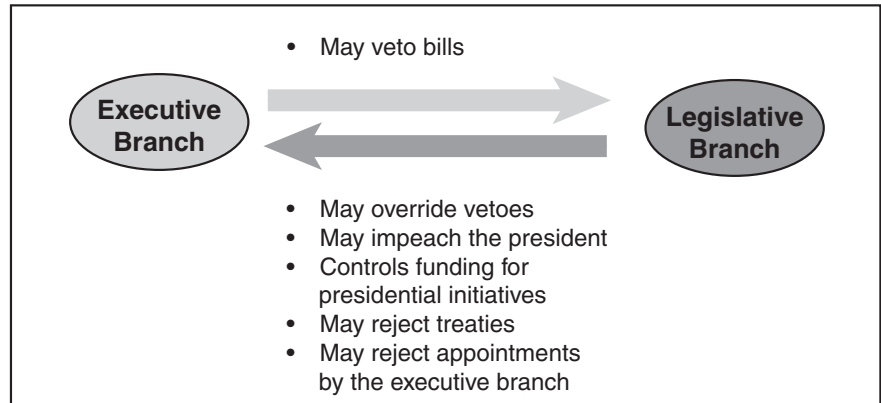 • May veto bills
Executive
Branch
Legislative
Branch
• May override vetoes
• May impeach the president
• Controls funding for
presidential initiatives
• May reject treaties
• May reject appointments
by the executive branch